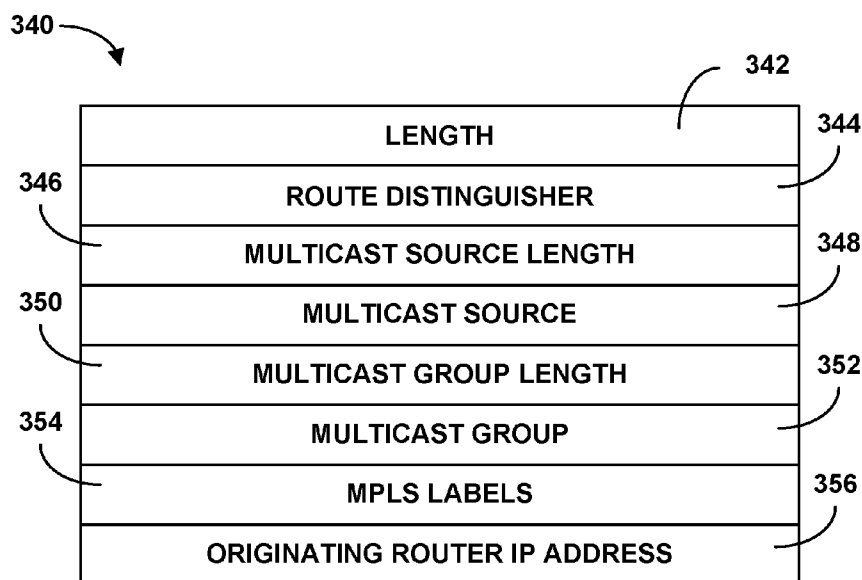 340
342
LENGTH
344
ROUTE DISTINGUISHER
346
MULTICAST SOURCE LENGTH
348
MULTICAST SOURCE
350
MULTICAST GROUP LENGTH
352
MULTICAST GROUP
354
MPLS LABELS
356
ORIGINATING ROUTER IP ADDRESS